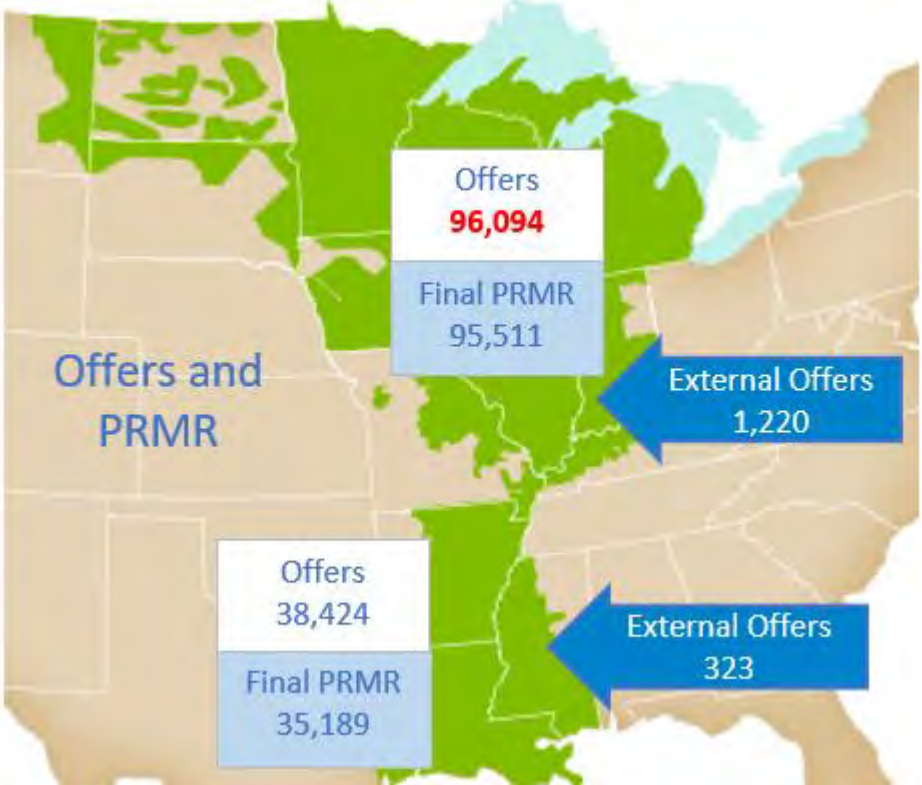 Offers
96,094
Final PRMR
95,511
Offers and
PRMR
External Offers
1,220
Offers
38,424
Final PRMR
35,189
External Offers
323